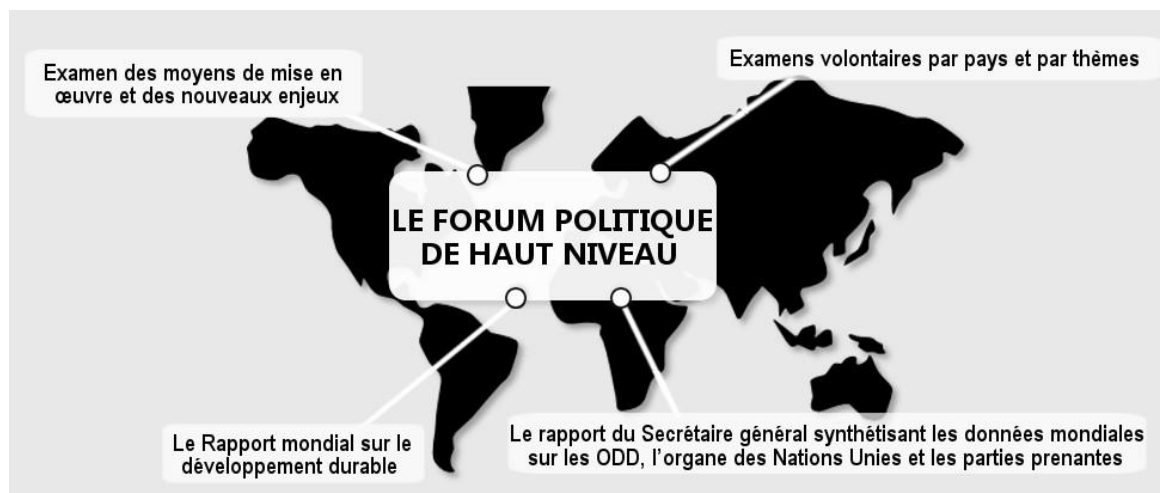 Examen des moyens de mise en
œuvre et des nouveaux enjeux
Examens volontaires par pays et par thèmes
LE FORUM POLITIQUE
DE HAUT NIVEAU
Le Rapport mondial sur le
développement durable
Le rapport du Secrétaire général synthétisant les données mondiales
sur les ODD, l'organe des Nations Unies et les parties prenantes